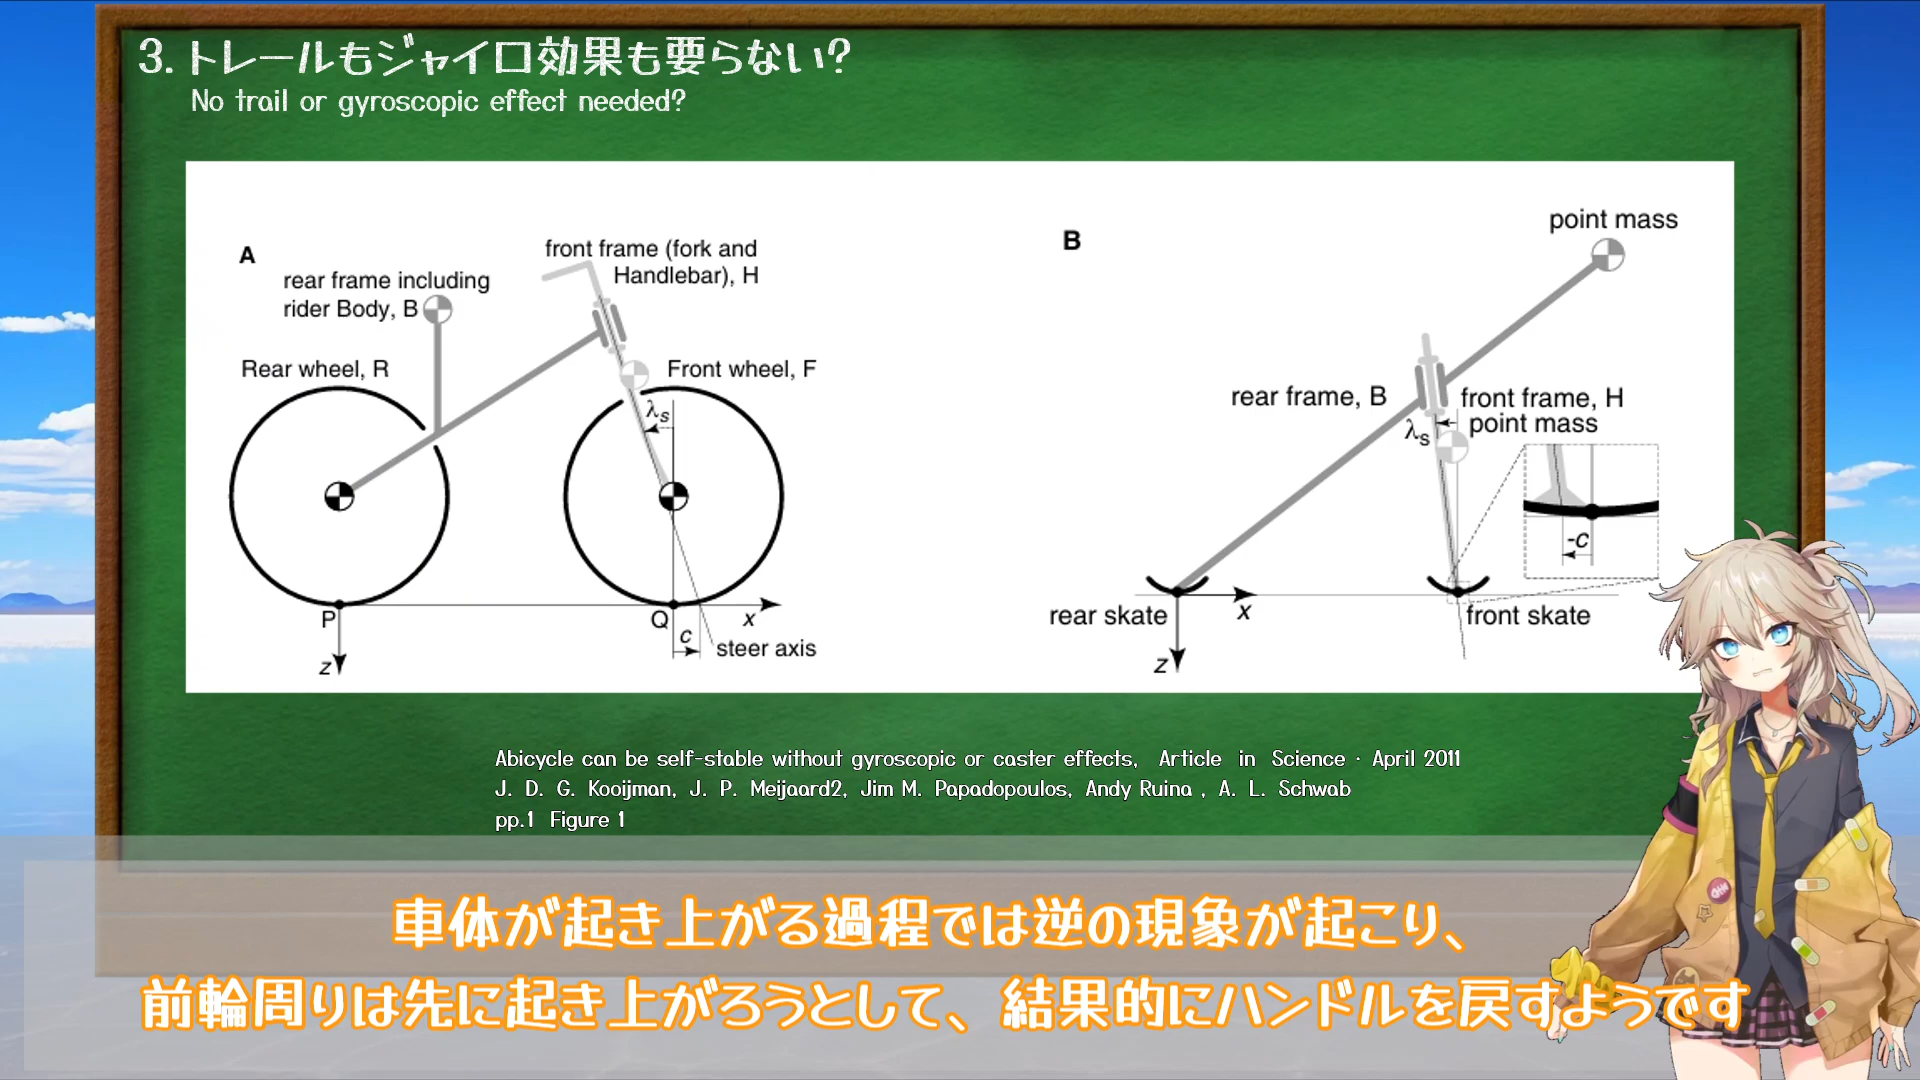 3. トレールもジャイロ効果も要らない?
No trail or gyroscopic effect needed?
A
rear frame including
rider Body, B
front frame (fork and
Handlebar), H
Rear wheel, R
Front wheel, F
λs
P
Q
x
c
z
steer axis
B
point mass
rear frame, B
front frame, H
point mass
λs
-c
rear skate
x
front skate
z
Abicycle can be self-stable without gyroscopic or caster effects, Article in Science · April 2011
J. D. G. Kooijman, J. P. Meijaard2, Jim M. Papadopoulos, Andy Ruina , A. L. Schwab
pp.1 Figure 1
車体が起き上がる過程では逆の現象が起こり、
前輪周りは先に起き上がろうとして、結果的にハンドルを戻すようです